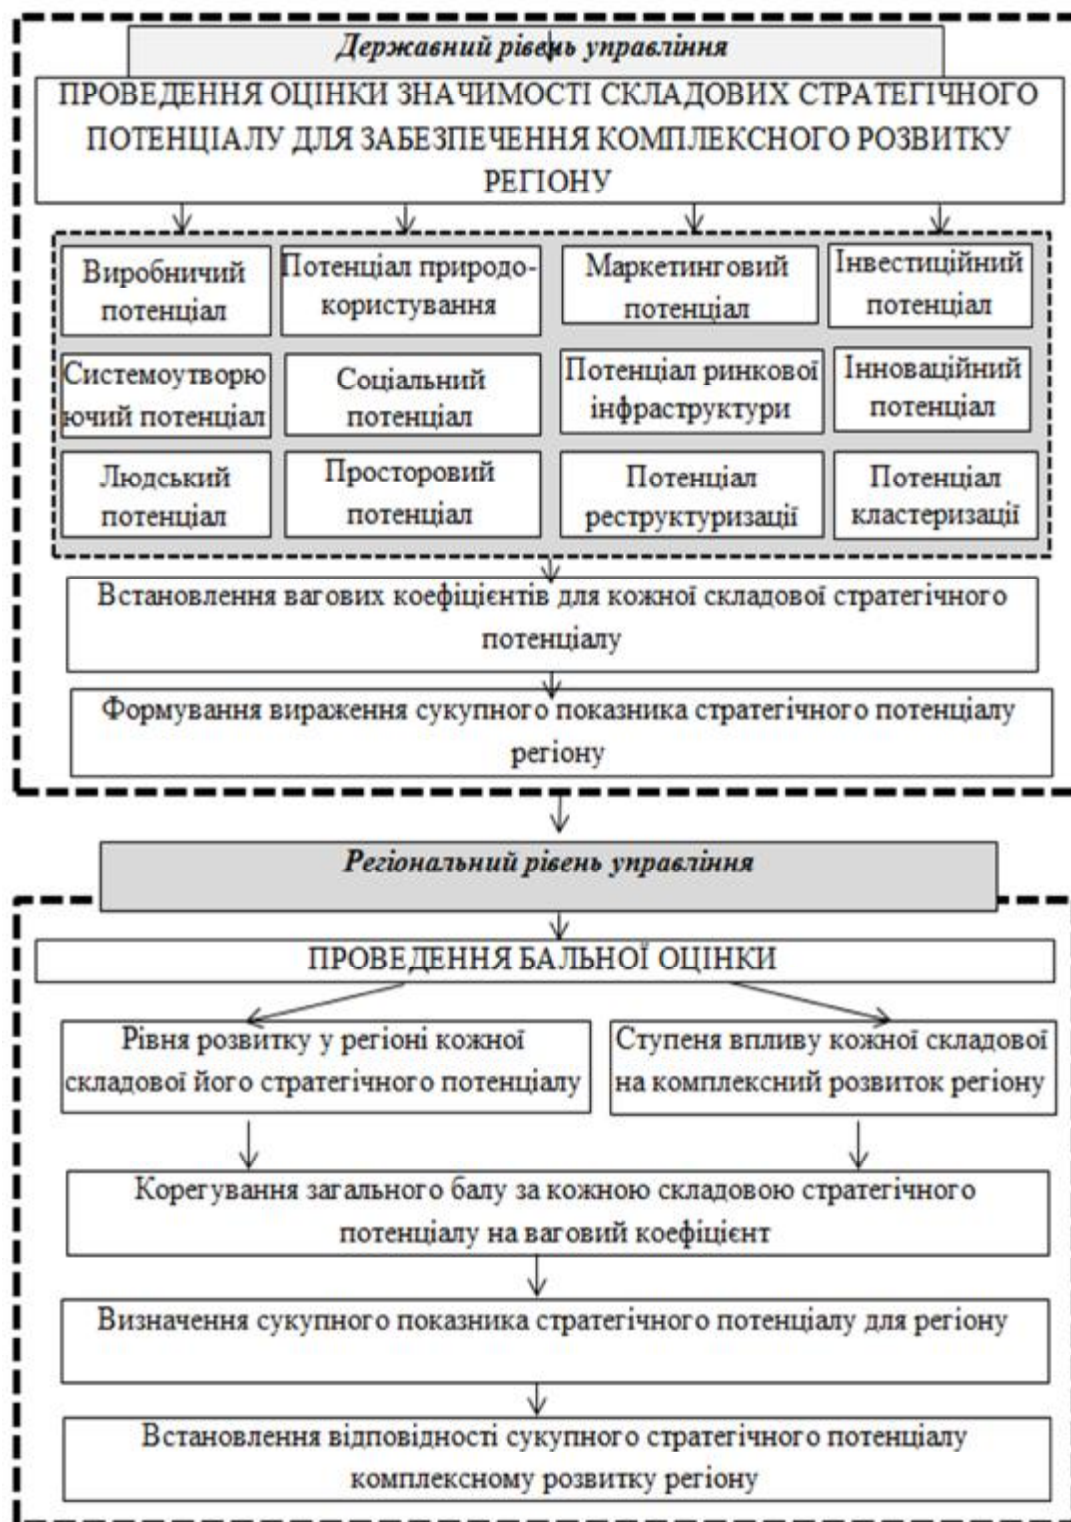 Державний рівень управління
ПРОВЕДЕННЯ ОЦІНКИ ЗНАЧИМОСТІ СКЛАДОВИХ СТРАТЕГІЧНОГО
ПОТЕНЦІАЛУ ДЛЯ ЗАБЕЗПЕЧЕННЯ КОМПЛЕКСНОГО РОЗВИТКУ
РЕГІОНУ
Виробничий
потенціал
Потенціал природо-
користування
Маркетинговий
потенціал
Інвестиційний
потенціал
Системоутворю
ючий потенціал
Соціальний
потенціал
Потенціал ринкової
інфраструктури
Інноваційний
потенціал
Людський
потенціал
Просторовий
потенціал
Потенціал
реструктуризації
Потенціал
кластеризації
Встановлення вагових коефіцієнтів для кожної складової стратегічного
потенціалу
Формування вираження сукупного показника стратегічного потенціалу
регіону
Регіональний рівень управління
ПРОВЕДЕННЯ БАЛЬНОЇ ОЦІНКИ
Рівня розвитку у регіоні кожної
складової його стратегічного потенціалу
Ступеня впливу кожної складової
на комплексний розвиток регіону
Корегування загального балу за кожною складовою стратегічного
потенціалу на ваговий коефіцієнт
Визначення сукупного показника стратегічного потенціалу для регіону
Встановлення відповідності сукупного стратегічного потенціалу
комплексному розвитку регіону